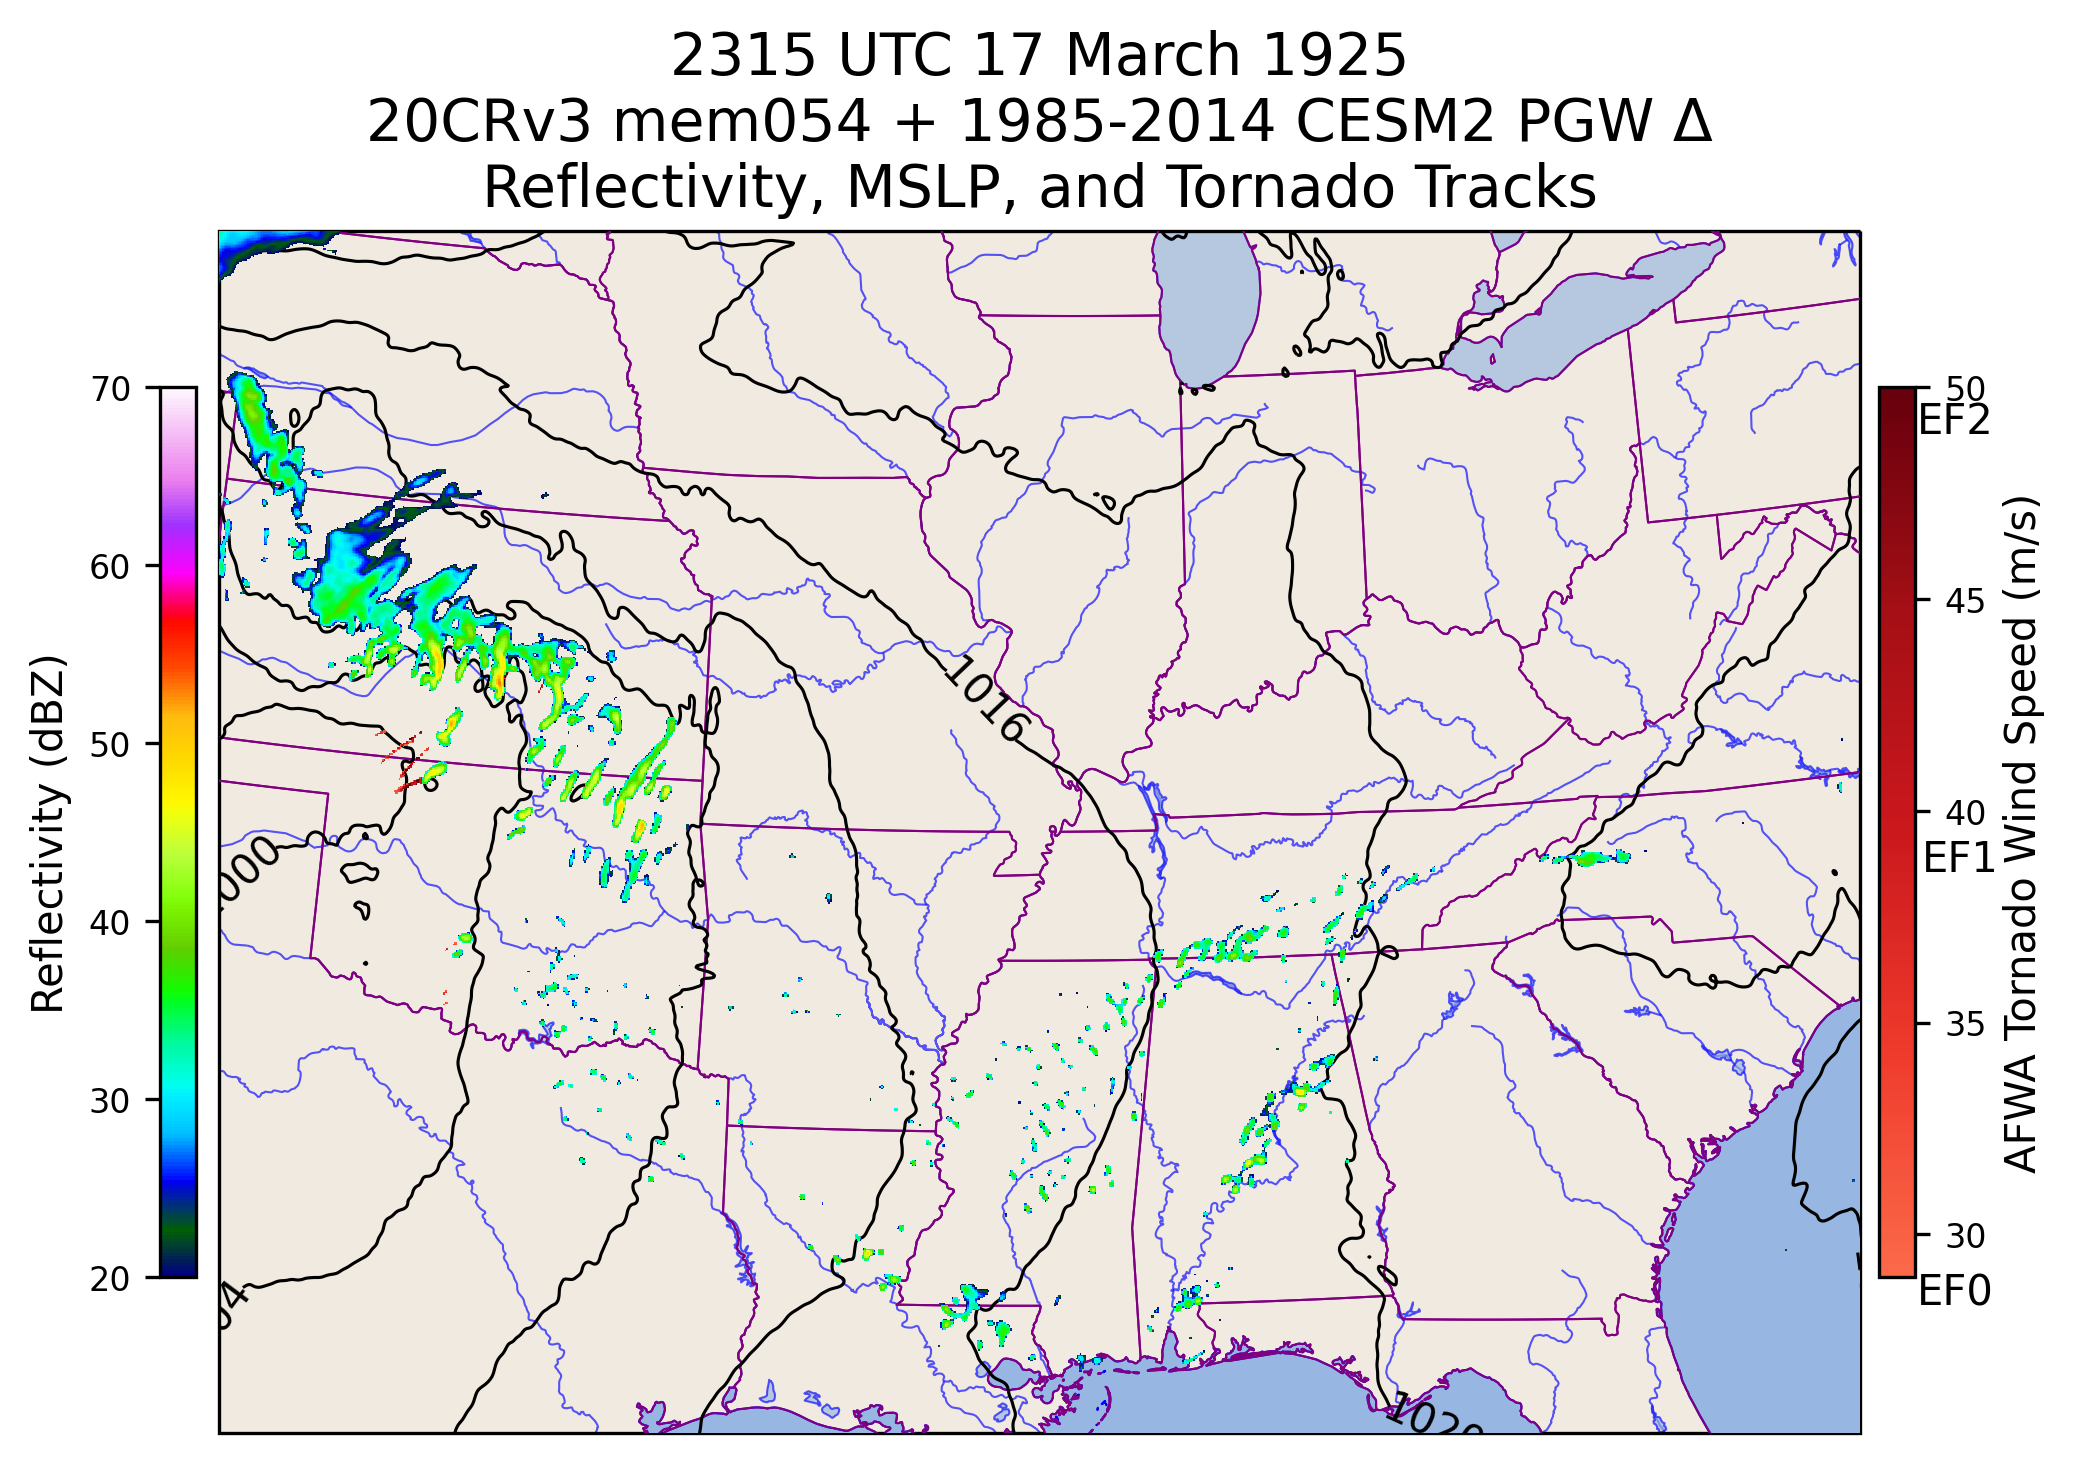 2315 UTC 17 March 1925
20CRv3 mem054 + 1985-2014 CESM2 PGW Δ
Reflectivity, MSLP, and Tornado Tracks
70
60
50
40
30
20
Reflectivity (dBZ)
1016
000
04
1020
50
EF2
45
40
EF1
35
30
EF0
AFWA Tornado Wind Speed (m/s)